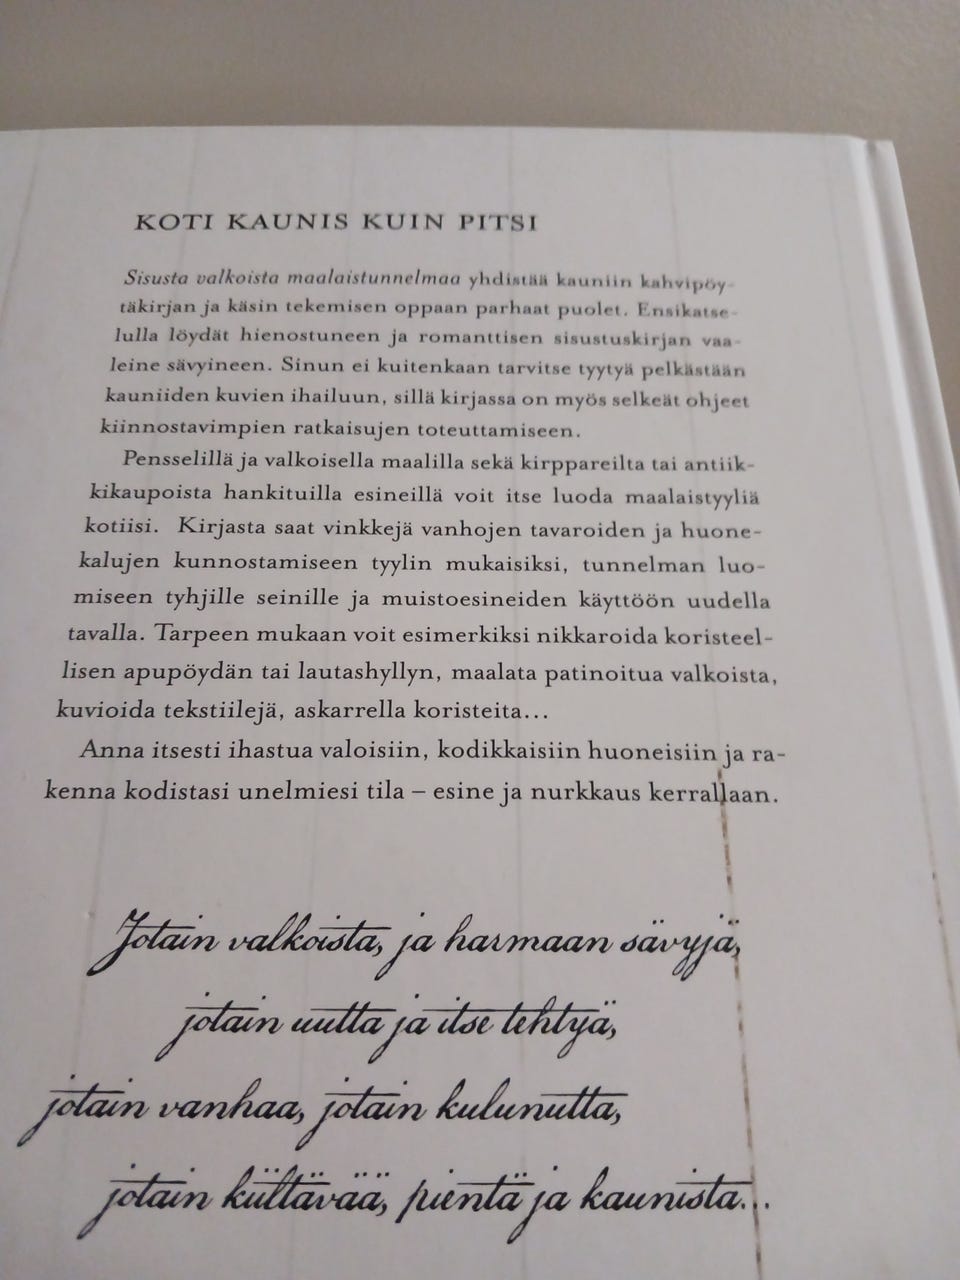 KOTI KAUNIS KUIN PITSI
Sisusta valkoista maalaistunnelmaa yhdistää kauniin kahvipöy-
täkirjan ja käsin tekemisen oppaan parhaat puolet. Ensikatse-
lulla löydät hienostuneen ja romanttisen sisustuskirjan vaa-
leine sävyineen. Sinun ei kuitenkaan tarvitse tyytyä pelkästään
kauniiden kuvien ihailuun, sillä kirjassa on myös selkeät ohjeet
kiinnostavimpien ratkaisujen toteuttamiseen.
Pensselillä ja valkoisella maalilla sekä kirppareilta tai antiik-
kikaupoista hankituilla esineillä voit itse luoda maalaistyyliä
kotiisi. Kirjasta saat vinkkejä vanhojen tavaroiden ja huone-
kalujen kunnostamiseen tyylin mukaisiksi, tunnelman luo-
miseen tyhjille seinille ja muistoesineiden käyttöön uudella
tavalla. Tarpeen mukaan voit esimerkiksi nikkaroida koristeel-
lisen apupöydän tai lautashyllyn, maalata patinoitua valkoista,
kuvioida tekstiilejä, askarrella koristeita...
Anna itsesti ihastua valoisiin, kodikkaisiin huoneisiin ja ra-
kenna kodistasi unelmiesi tila – esine ja nurkkaus kerrallaan.
Jotain valkoista, ja harmaan sävyjä,
jotain uutta ja itse tehtyä,
jotain vanhaa, jotain kulunutta,
jotain kiiltävää, pientä ja kaunista...